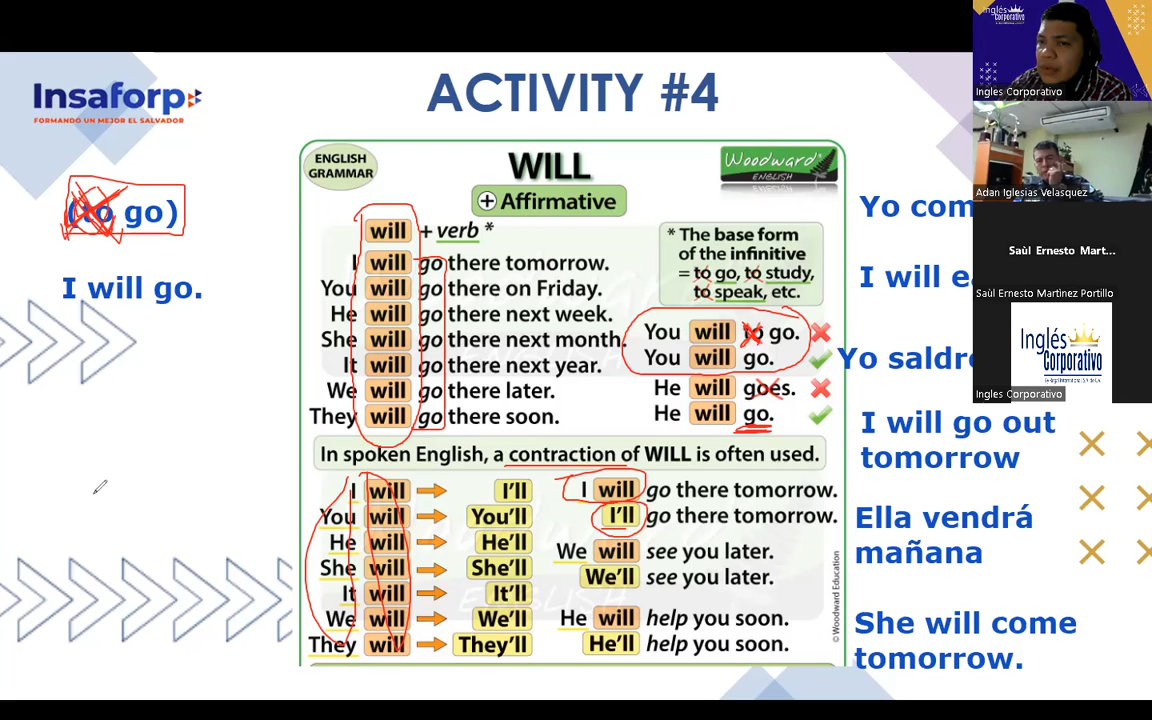 Insaforp
FORMANDO UN MEJOR EL SALVADOR
ACTIVITY #4
(to go)
I will go.
ENGLISH
GRAMMAR
WILL
+ Affirmative
Woodward
ENGLISH
will + verb *
I will go there tomorrow.
You will go there on Friday.
He will go there next week.
She will go there next month.
It will go there next year.
We will go there later.
They will go there soon.
* The base form
of the infinitive
= to go, to study,
to speak, etc.
You will to go.
You will go.
He will goes.
He will go.
In spoken English, a contraction of WILL is often used.
I will I'll
You will You'll
He will He'll
She will She'll
It will It'll
We will We'll
They will They'll
I will go there tomorrow.
I'll go there tomorrow.
We will see you later.
We'll see you later.
He will help you soon.
He'll help you soon.
© Woodward Education
Yo com
I will ea
Yo saldr
I will go out
tomorrow
Ella vendrá
mañana
She will come
tomorrow.
Inglés
Corporativo
Ingles Corporativo
Adan Iglesias Velasquez
Saùl Ernesto Mart...
Saùl Ernesto Martìnez Portillo
Inglés
Corporativo
Ingles Corporativo